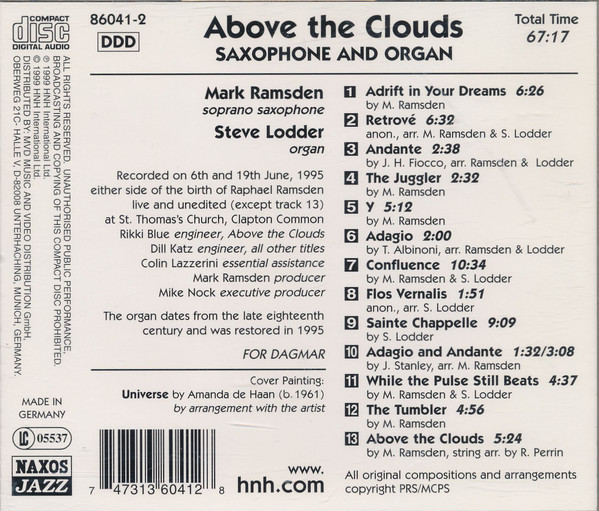 COMPACT
disc
DIGITAL AUDIO
86041-2
DDD
Above the Clouds
SAXOPHONE AND ORGAN
Total Time
67:17
Mark Ramsden
soprano saxophone
Steve Lodder
organ
Recorded on 6th and 19th June, 1995
either side of the birth of Raphael Ramsden
live and unedited (except track 13)
at St. Thomas's Church, Clapton Common
Rikki Blue engineer, Above the Clouds
Dill Katz engineer, all other titles
Colin Lazzerini essential assistance
Mark Ramsden producer
Mike Nock executive producer
The organ dates from the late eighteenth
century and was restored in 1995
FOR DAGMAR
Cover Painting:
Universe by Amanda de Haan (b. 1961)
by arrangement with the artist
1 Adrift in Your Dreams 6:26
by M. Ramsden
2 Retrové 6:32
anon., arr. M. Ramsden & S. Lodder
3 Andante 2:38
by J. H. Fiocco, arr. Ramsden & Lodder
4 The Juggler 2:32
by M. Ramsden
5 Y 5:12
by M. Ramsden
6 Adagio 2:00
by T. Albinoni, arr. Ramsden & Lodder
7 Confluence 10:34
by M. Ramsden & S. Lodder
8 Flos Vernalis 1:51
anon., arr. S. Lodder
9 Sainte Chappelle 9:09
by S. Lodder
10 Adagio and Andante 1:32/3:08
by J. Stanley, arr. M. Ramsden
11 While the Pulse Still Beats 4:37
by M. Ramsden & S. Lodder
12 The Tumbler 4:56
by M. Ramsden
13 Above the Clouds 5:24
by M. Ramsden, string arr. by R. Perrin
All original compositions and arrangements
copyright PRS/MCPS
ALL RIGHTS RESERVED. UNAUTHORISED PUBLIC PERFORMANCE,
BROADCASTING AND COPYING OF THIS COMPACT DISC PROHIBITED.
℗ 1999 HNH International Ltd.
© 1999 HNH International Ltd.
DISTRIBUTED BY: MVD MUSIC AND VIDEO DISTRIBUTION GmbH,
OBERWEG 21C- HALLE V, D-82008 UNTERHACHING, MUNICH, GERMANY.
MADE IN
GERMANY
LC 05537
NAXOS
JAZZ
7 47313 60412 8
www.
hnh.com